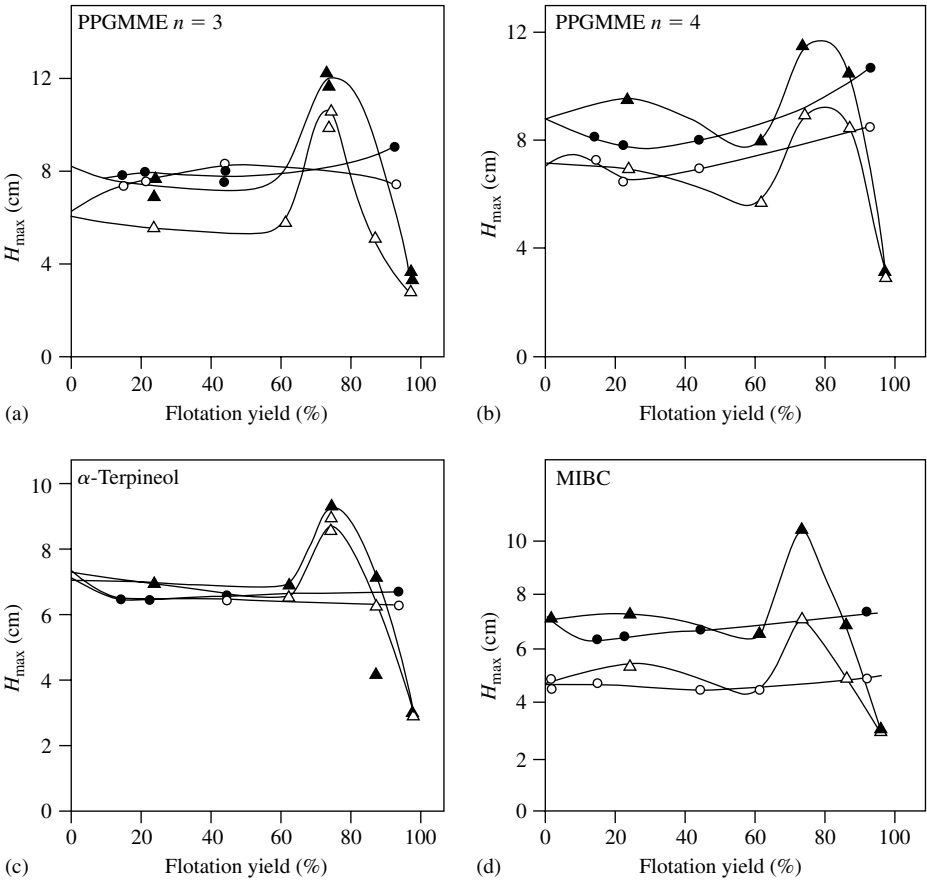 PPGMME n = 3
12
8
4
0
H_max (cm)
0 20 40 60 80 100
(a) Flotation yield (%)
PPGMME n = 4
12
8
4
0
H_max (cm)
0 20 40 60 80 100
(b) Flotation yield (%)
α-Terpineol
10
8
6
4
2
0
H_max (cm)
0 20 40 60 80 100
(c) Flotation yield (%)
MIBC
10
8
6
4
2
0
H_max (cm)
0 20 40 60 80 100
(d) Flotation yield (%)